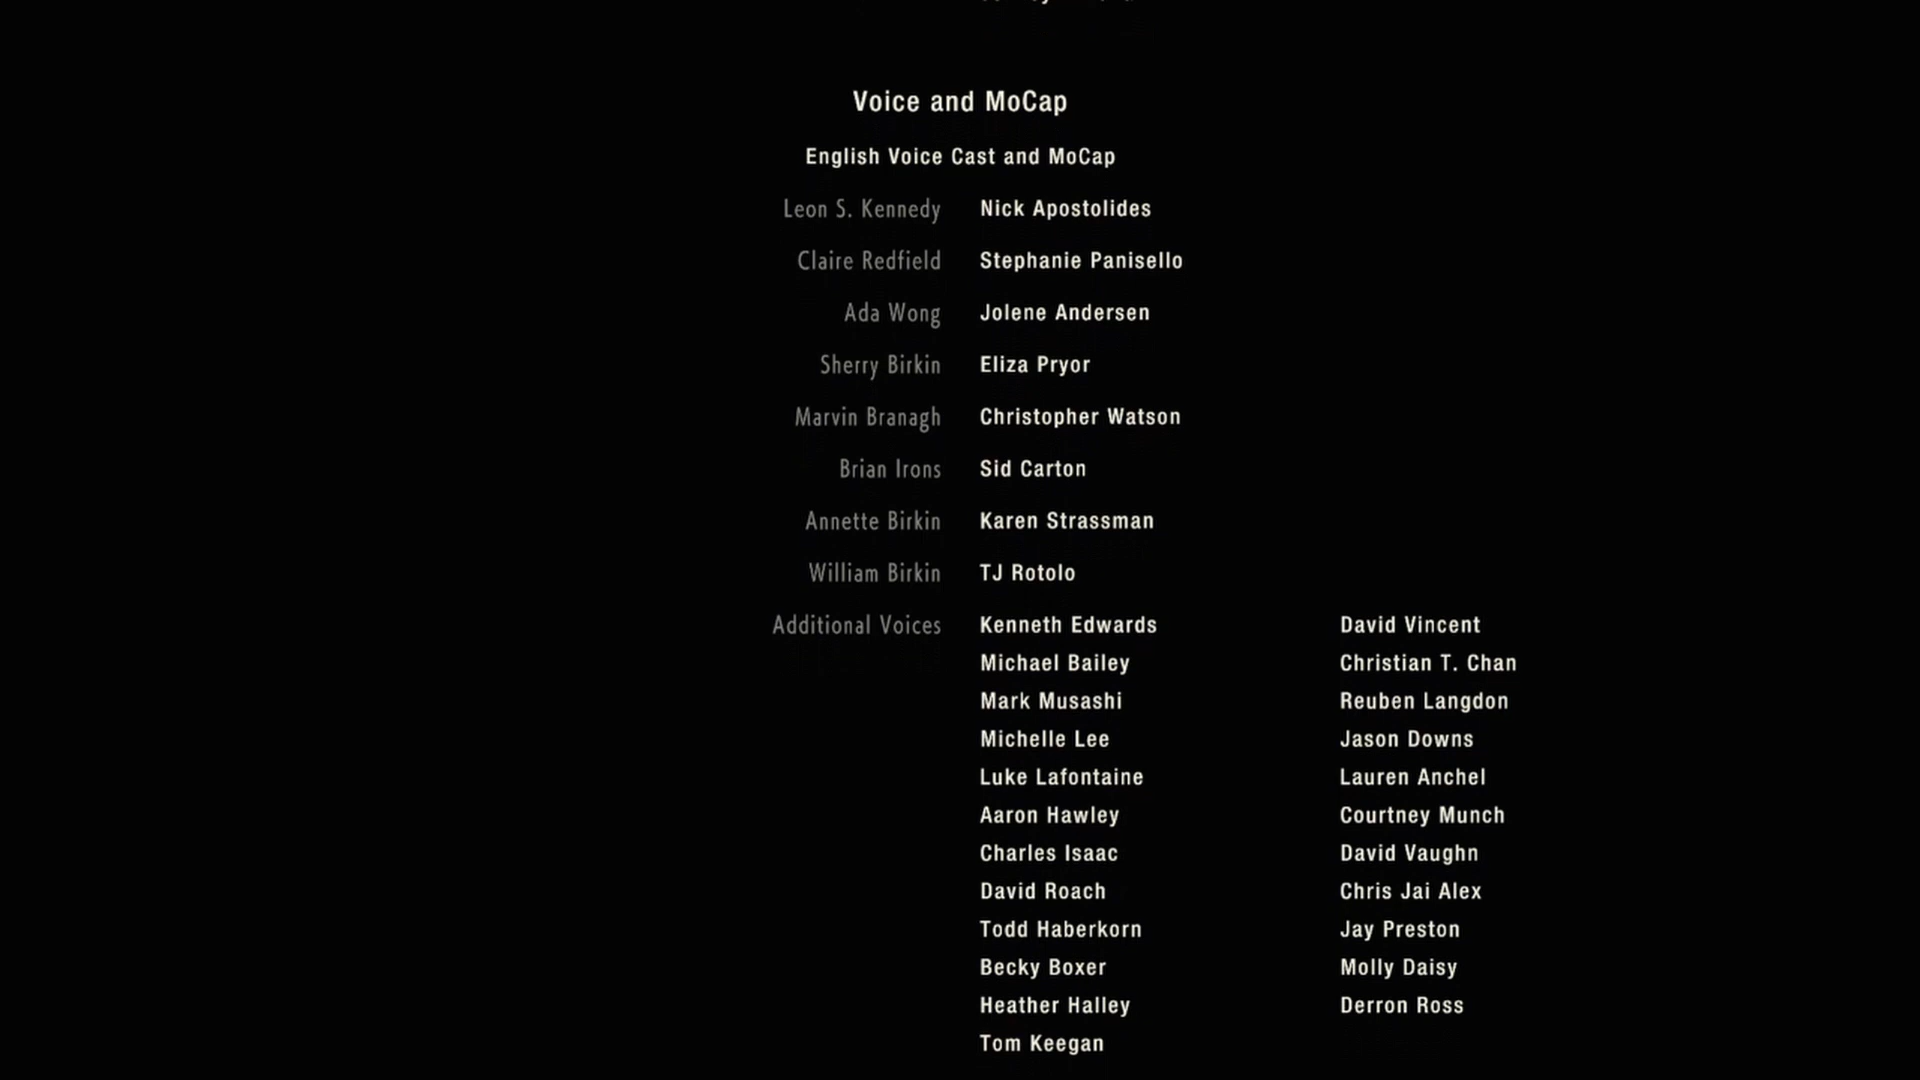 Voice and MoCap
English Voice Cast and MoCap
Leon S. Kennedy Nick Apostolides
Claire Redfield Stephanie Panisello
Ada Wong Jolene Andersen
Sherry Birkin Eliza Pryor
Marvin Branagh Christopher Watson
Brian Irons Sid Carton
Annette Birkin Karen Strassman
William Birkin TJ Rotolo
Additional Voices Kenneth Edwards David Vincent
Michael Bailey Christian T. Chan
Mark Musashi Reuben Langdon
Michelle Lee Jason Downs
Luke Lafontaine Lauren Anchel
Aaron Hawley Courtney Munch
Charles Isaac David Vaughn
David Roach Chris Jai Alex
Todd Haberkorn Jay Preston
Becky Boxer Molly Daisy
Heather Halley Derron Ross
Tom Keegan